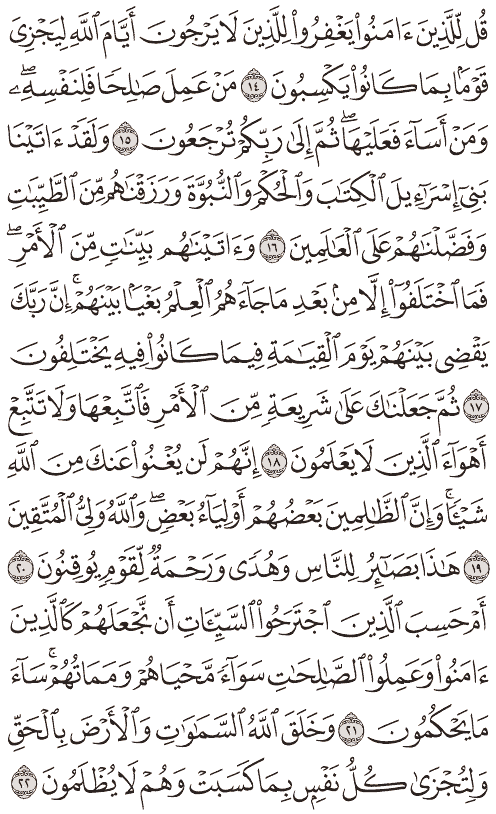 قُل لِّلَّذِينَ ءَامَنُوا۟ يَغْفِرُوا۟ لِلَّذِينَ لَا يَرْجُونَ أَيَّامَ ٱللَّهِ لِيَجْزِىَ
قَوْمًۢا بِمَا كَانُوا۟ يَكْسِبُونَ ١٤ مَنْ عَمِلَ صَٰلِحًا فَلِنَفْسِهِۦ ۖ
وَمَنْ أَسَآءَ فَعَلَيْهَا ۖ ثُمَّ إِلَىٰ رَبِّكُمْ تُرْجَعُونَ ١٥ وَلَقَدْ ءَاتَيْنَا
بَنِىٓ إِسْرَٰٓءِيلَ ٱلْكِتَٰبَ وَٱلْحُكْمَ وَٱلنُّبُوَّةَ وَرَزَقْنَٰهُم مِّنَ ٱلطَّيِّبَٰتِ
وَفَضَّلْنَٰهُمْ عَلَى ٱلْعَٰلَمِينَ ١٦ وَءَاتَيْنَٰهُم بَيِّنَٰتٍ مِّنَ ٱلْأَمْرِ ۖ
فَمَا ٱخْتَلَفُوٓا۟ إِلَّا مِنۢ بَعْدِ مَا جَآءَهُمُ ٱلْعِلْمُ بَغْيًۢا بَيْنَهُمْ ۚ إِنَّ رَبَّكَ
يَقْضِى بَيْنَهُمْ يَوْمَ ٱلْقِيَٰمَةِ فِيمَا كَانُوا۟ فِيهِ يَخْتَلِفُونَ
١٧ ثُمَّ جَعَلْنَٰكَ عَلَىٰ شَرِيعَةٍ مِّنَ ٱلْأَمْرِ فَٱتَّبِعْهَا وَلَا تَتَّبِعْ
أَهْوَآءَ ٱلَّذِينَ لَا يَعْلَمُونَ ١٨ إِنَّهُمْ لَن يُغْنُوا۟ عَنكَ مِنَ ٱللَّهِ
شَيْـًٔا ۚ وَإِنَّ ٱلظَّٰلِمِينَ بَعْضُهُمْ أَوْلِيَآءُ بَعْضٍ ۖ وَٱللَّهُ وَلِىُّ ٱلْمُتَّقِينَ
١٩ هَٰذَا بَصَٰٓئِرُ لِلنَّاسِ وَهُدًى وَرَحْمَةٌ لِّقَوْمٍ يُوقِنُونَ ٢٠
أَمْ حَسِبَ ٱلَّذِينَ ٱجْتَرَحُوا۟ ٱلسَّيِّـَٔاتِ أَن نَّجْعَلَهُمْ كَٱلَّذِينَ
ءَامَنُوا۟ وَعَمِلُوا۟ ٱلصَّٰلِحَٰتِ سَوَآءً مَّحْيَاهُمْ وَمَمَاتُهُمْ ۚ سَآءَ
مَا يَحْكُمُونَ ٢١ وَخَلَقَ ٱللَّهُ ٱلسَّمَٰوَٰتِ وَٱلْأَرْضَ بِٱلْحَقِّ
وَلِتُجْزَىٰ كُلُّ نَفْسٍۭ بِمَا كَسَبَتْ وَهُمْ لَا يُظْلَمُونَ ٢٢